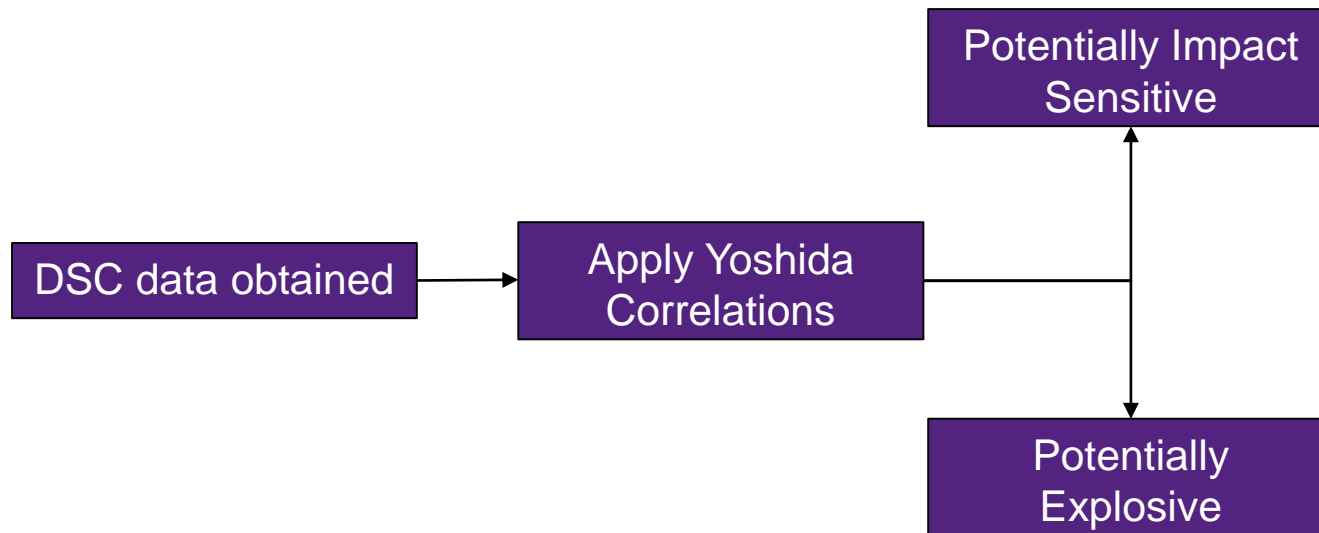 Potentially Impact
Sensitive
DSC data obtained
Apply Yoshida
Correlations
Potentially
Explosive